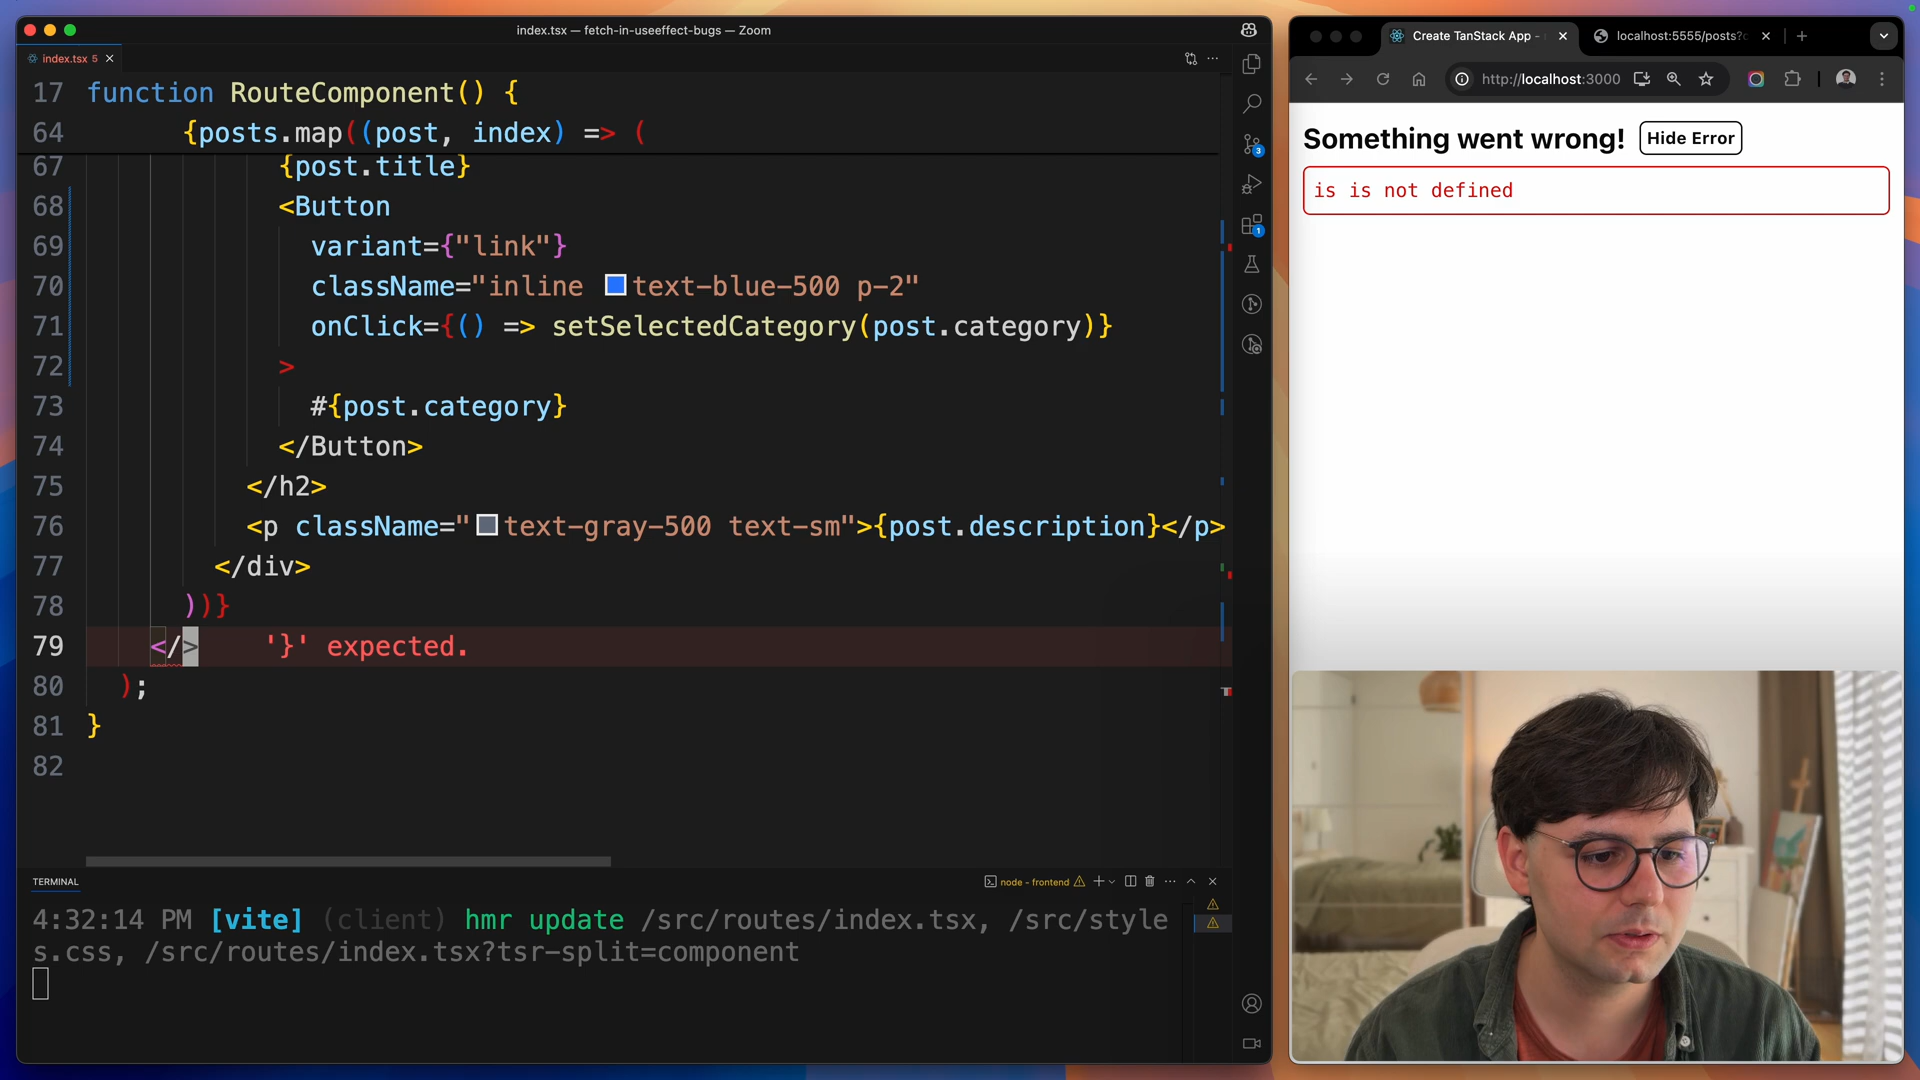 index.tsx — fetch-in-useeffect-bugs — Zoom
index.tsx 5
17 function RouteComponent() {
64 {posts.map((post, index) => (
67 {post.title}
68 <Button
69 variant={"link"}
70 className="inline text-blue-500 p-2"
71 onClick={() => setSelectedCategory(post.category)}
72 >
73 #{post.category}
74 </Button>
75 </h2>
76 <p className="text-gray-500 text-sm">{post.description}</p>
77 </div>
78 ))}
79 </> '}' expected.
80 );
81 }
82
TERMINAL
node - frontend
4:32:14 PM [vite] (client) hmr update /src/routes/index.tsx, /src/style
s.css, /src/routes/index.tsx?tsr-split=component
3
1
Create TanStack App -
localhost:5555/posts?c
http://localhost:3000
Something went wrong! Hide Error
is is not defined